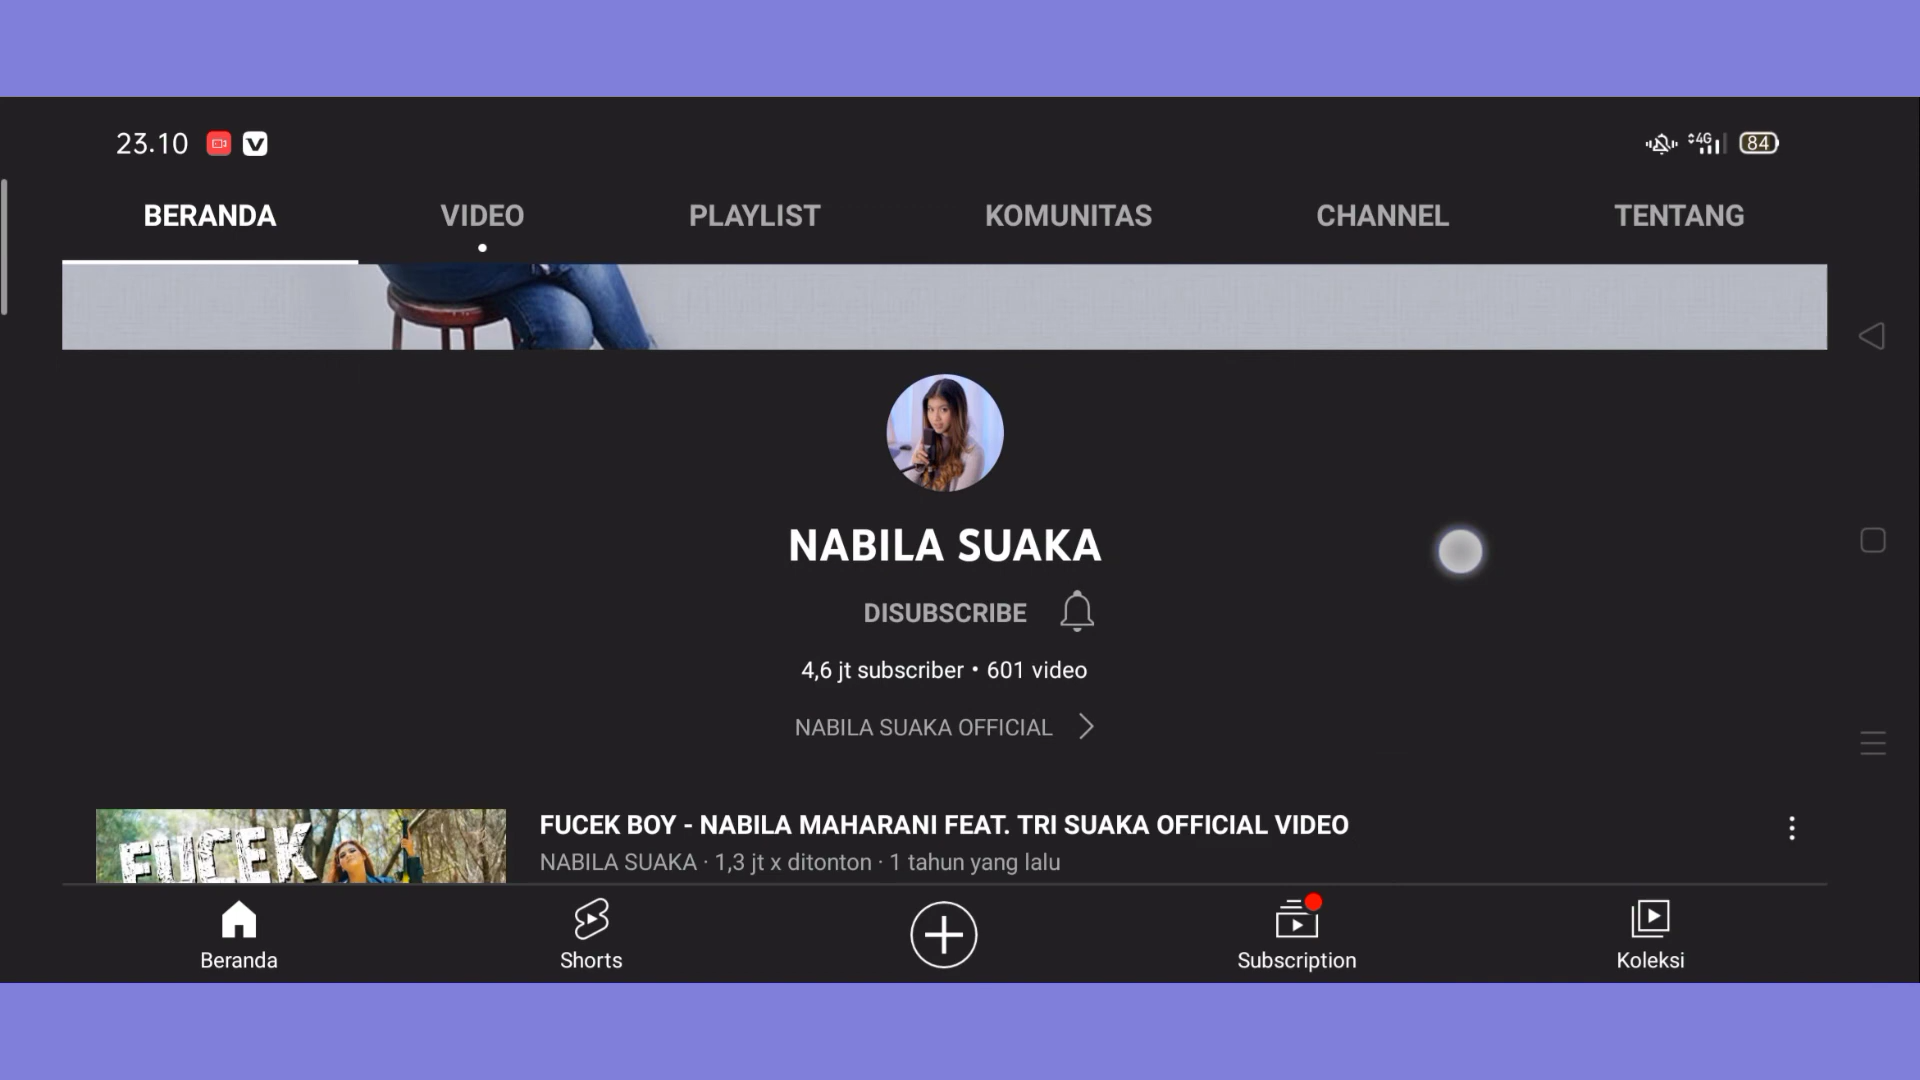 23.10
4G
84
BERANDA
VIDEO
PLAYLIST
KOMUNITAS
CHANNEL
TENTANG
NABILA SUAKA
DISUBSCRIBE
4,6 jt subscriber • 601 video
NABILA SUAKA OFFICIAL
FUCEK
FUCEK BOY - NABILA MAHARANI FEAT. TRI SUAKA OFFICIAL VIDEO
NABILA SUAKA · 1,3 jt x ditonton · 1 tahun yang lalu
Beranda
Shorts
Subscription
Koleksi